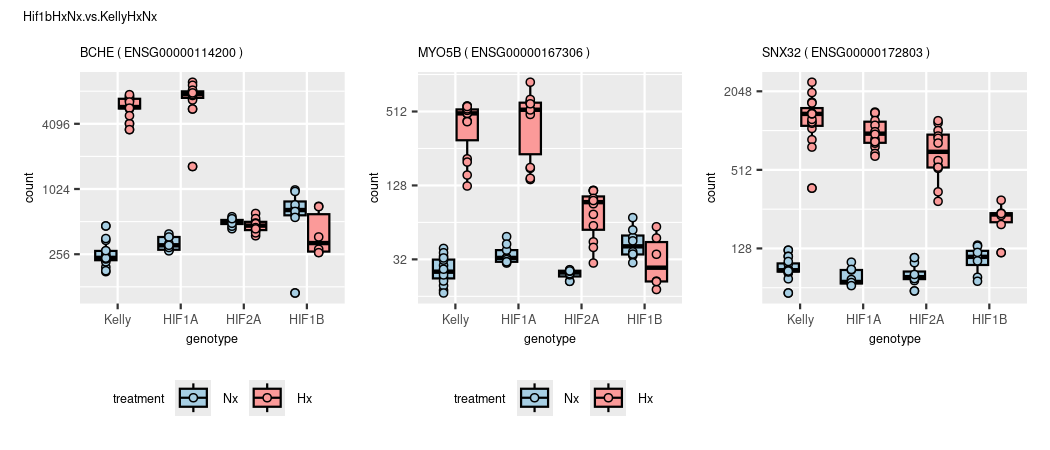 Hif1bHxNx.vs.KellyHxNx
BCHE ( ENSG00000114200 )
count
4096
1024
256
Kelly HIF1A HIF2A HIF1B
genotype
MYO5B ( ENSG00000167306 )
count
512
128
32
Kelly HIF1A HIF2A HIF1B
genotype
SNX32 ( ENSG00000172803 )
count
2048
512
128
Kelly HIF1A HIF2A HIF1B
genotype
treatment Nx Hx
treatment Nx Hx